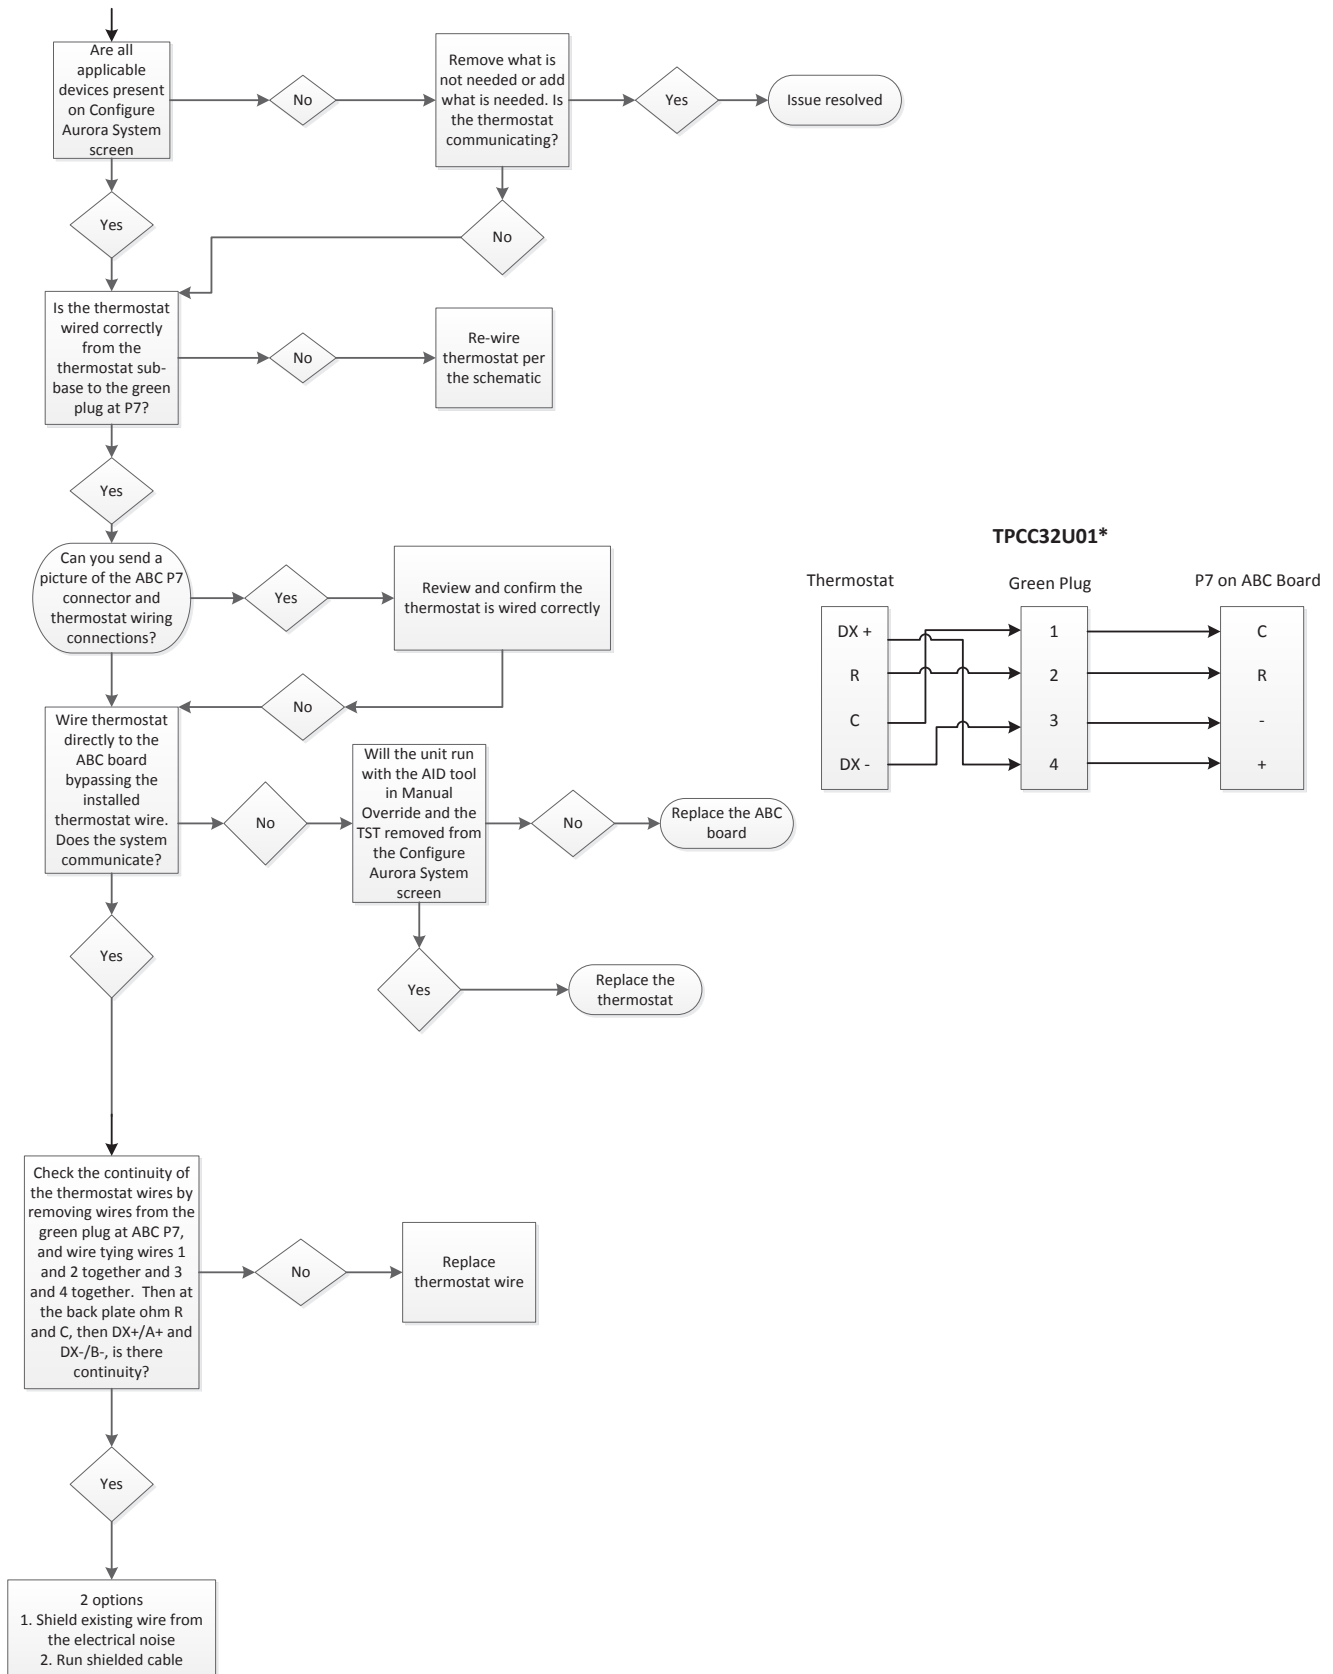 Are all
applicable
devices present
on Configure
Aurora System
screen
No
Remove what is
not needed or add
what is needed. Is
the thermostat
communicating?
Yes
Issue resolved
Yes
No
Is the thermostat
wired correctly
from the
thermostat sub-
base to the green
plug at P7?
No
Re-wire
thermostat per
the schematic
Yes
Can you send a
picture of the ABC P7
connector and
thermostat wiring
connections?
Yes
Review and confirm the
thermostat is wired correctly
No
Wire thermostat
directly to the
ABC board
bypassing the
installed
thermostat wire.
Does the system
communicate?
No
Will the unit run
with the AID tool
in Manual
Override and the
TST removed from
the Configure
Aurora System
screen
No
Replace the ABC
board
Yes
Yes
Replace the
thermostat
Check the continuity of
the thermostat wires by
removing wires from the
green plug at ABC P7,
and wire tying wires 1
and 2 together and 3
and 4 together.  Then at
the back plate ohm R
and C, then DX+/A+ and
DX-/B-, is there
continuity?
No
Replace
thermostat wire
Yes
2 options
1. Shield existing wire from
the electrical noise
2. Run shielded cable
TPCC32U01*
Thermostat
Green Plug
P7 on ABC Board
DX +
1
C
R
2
R
C
3
-
DX -
4
+